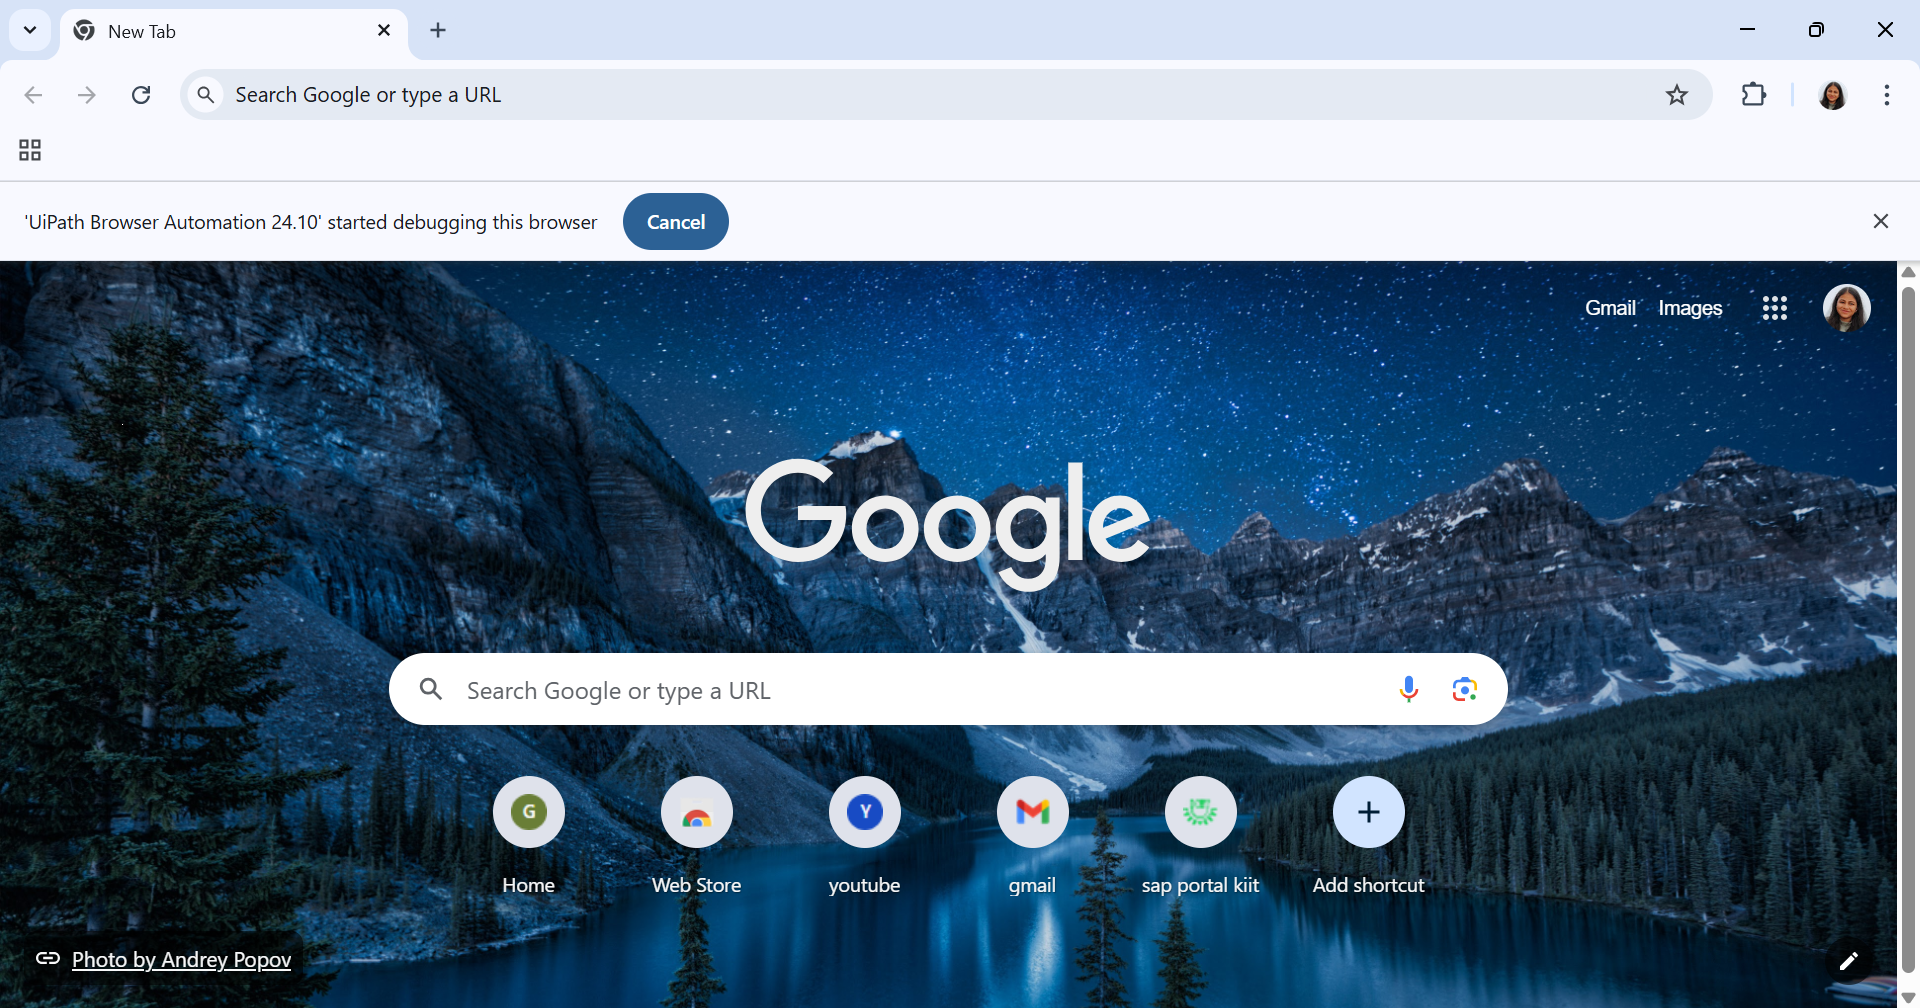 New Tab
Search Google or type a URL
'UiPath Browser Automation 24.10' started debugging this browser
Cancel
Gmail
Images
Google
Search Google or type a URL
G
Y
Home
Web Store
youtube
gmail
sap portal kiit
Add shortcut
Photo by Andrey Popov